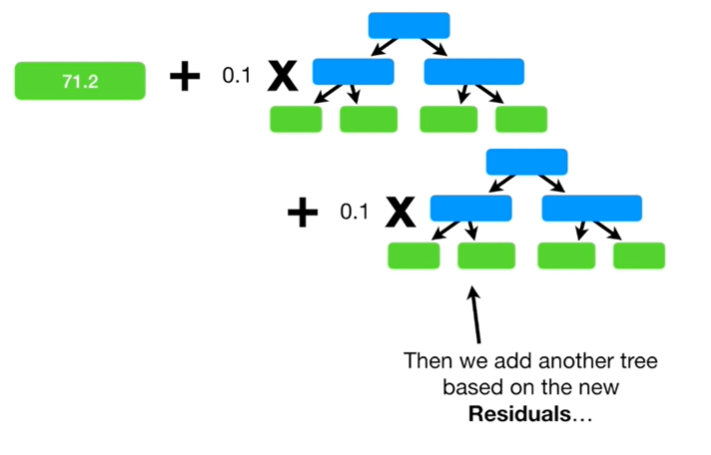 71.2 + 0.1 X
+ 0.1 X
Then we add another tree
based on the new
Residuals...